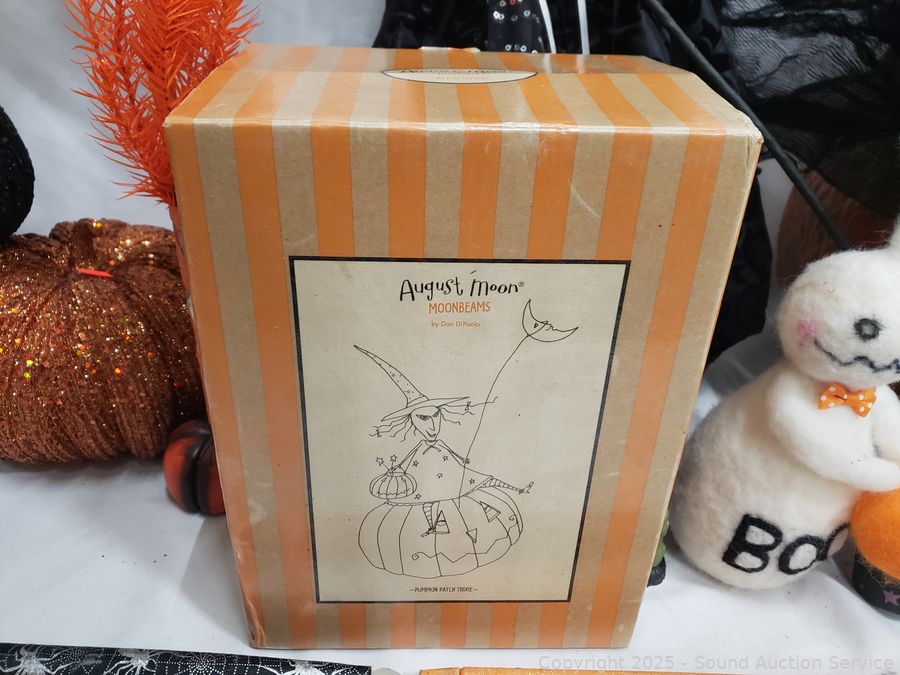 August Moon®
MOONBEAMS
by Dan DiPaolo
—PUMPKIN PATCH TRIXIE—
BOO
Copyright 2025 - Sound Auction Service